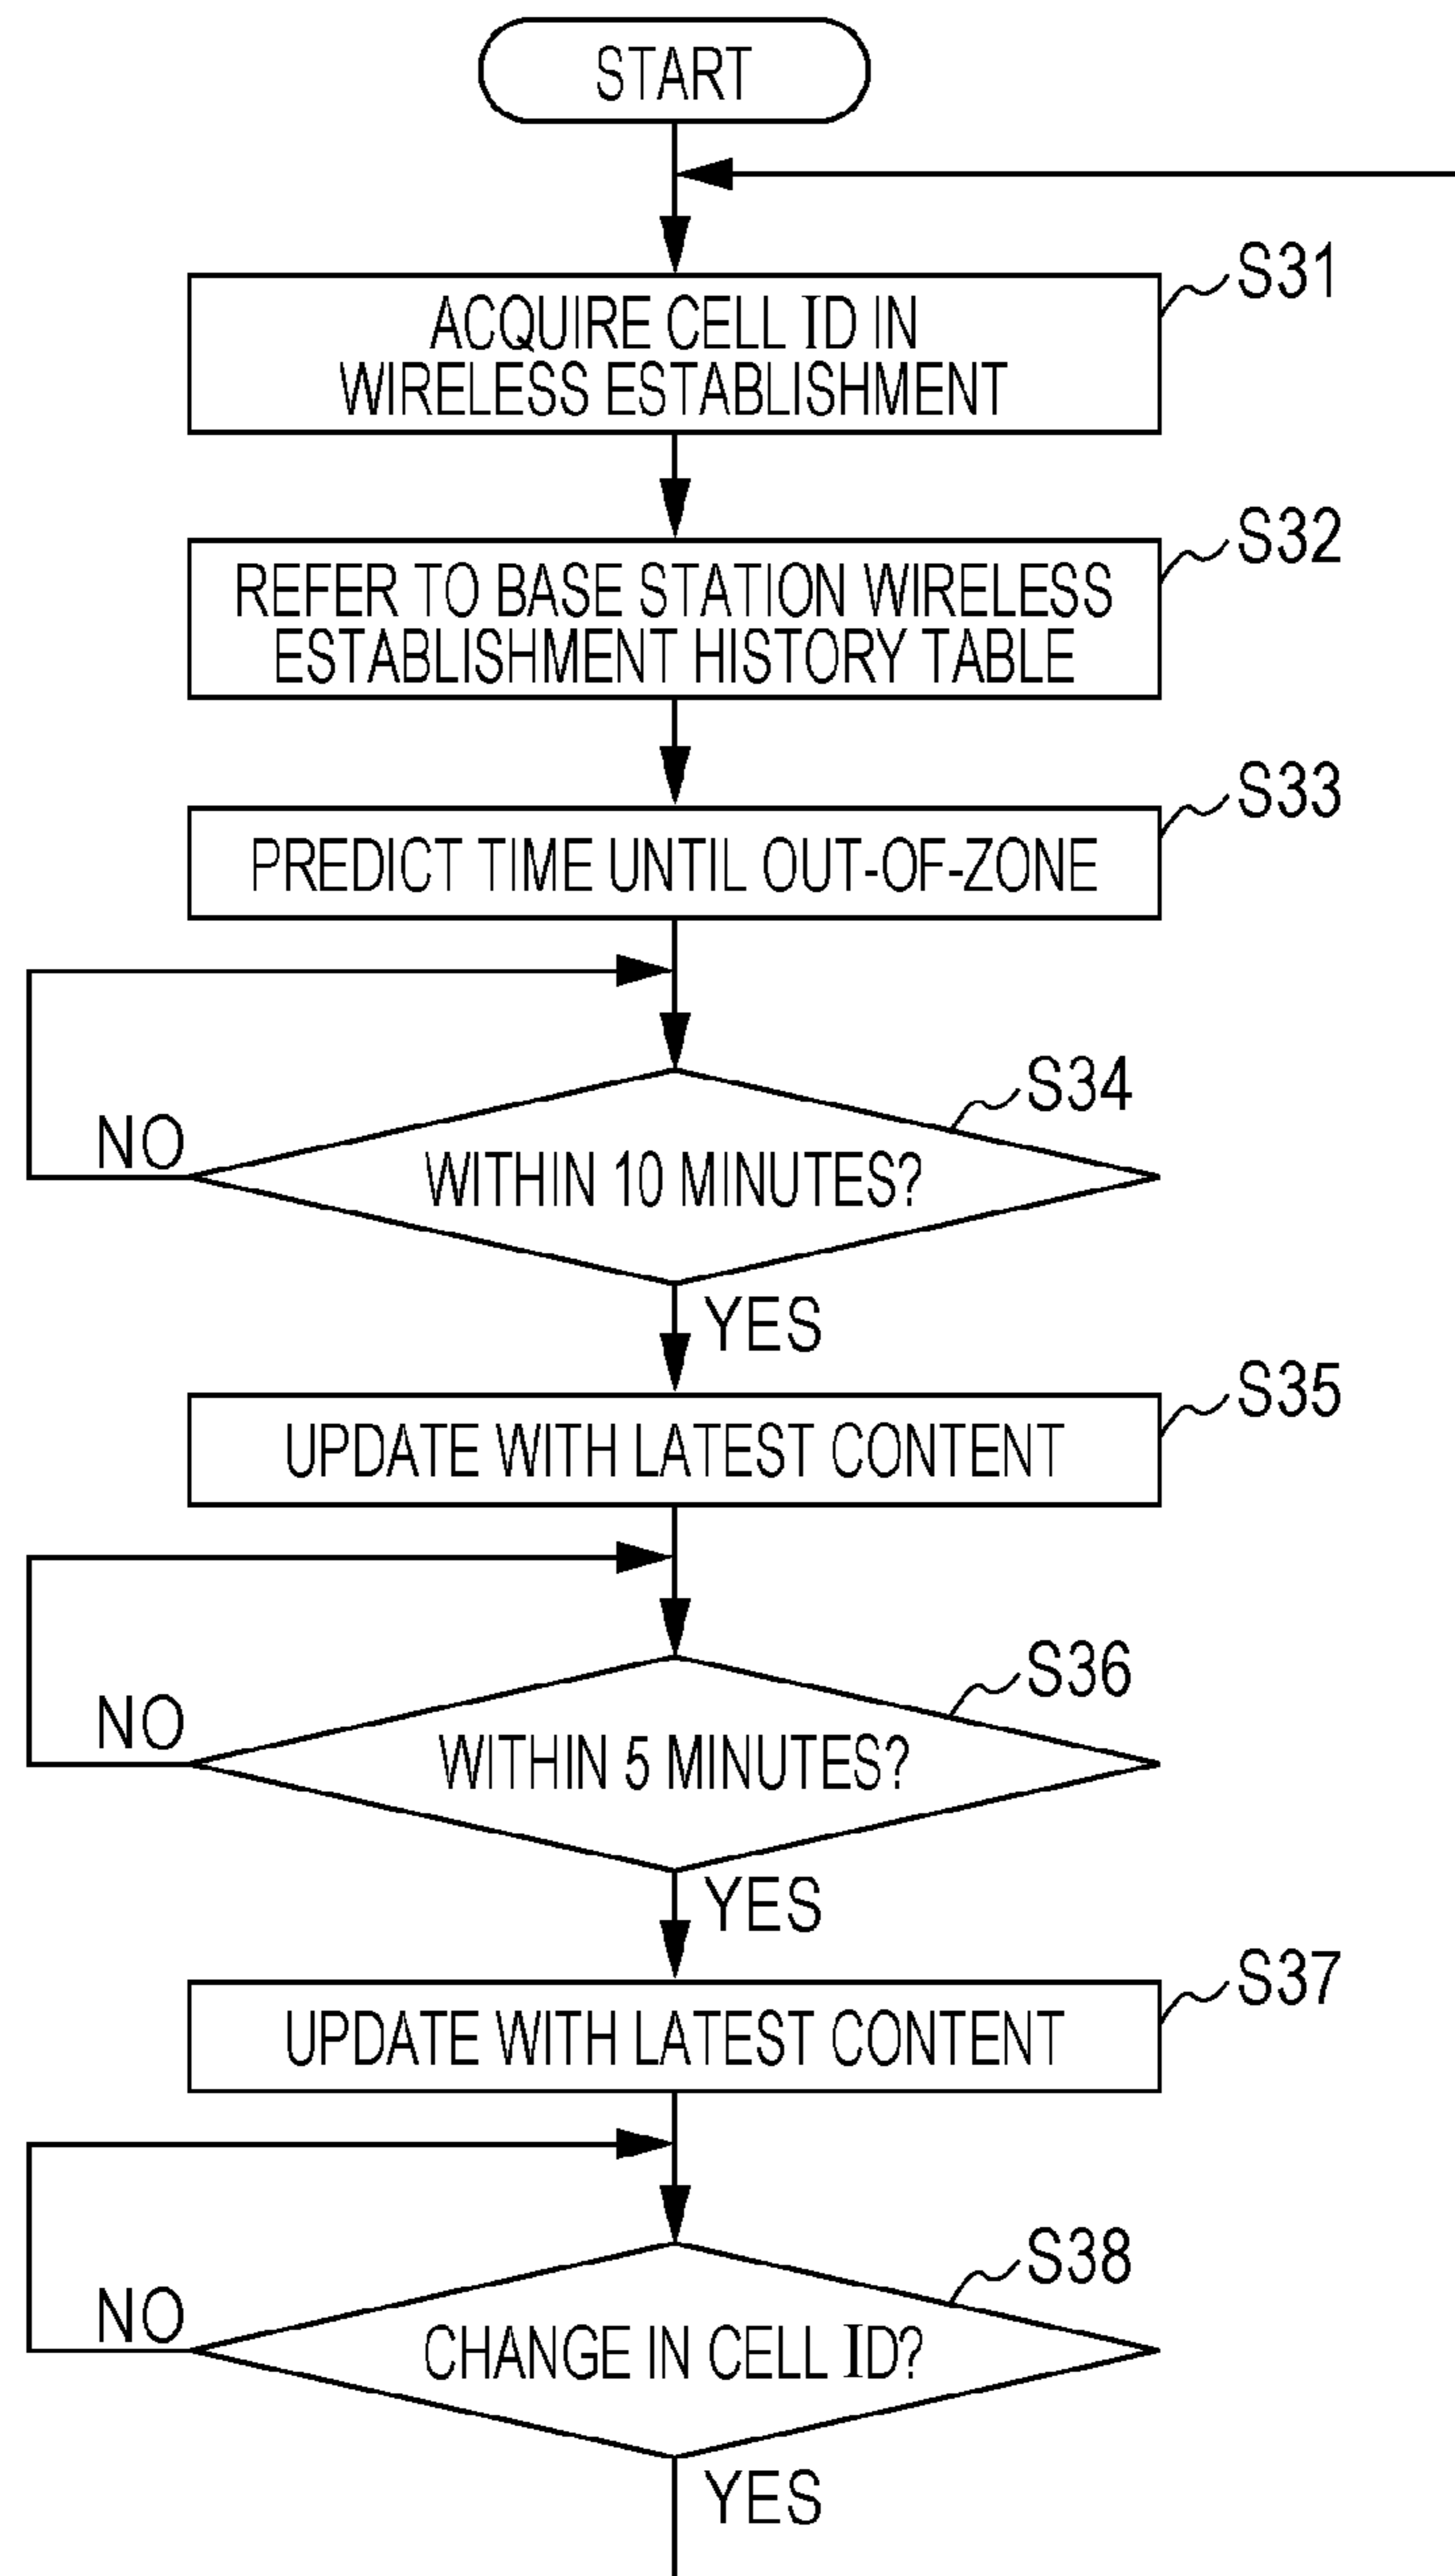 START
S31
ACQUIRE CELL ID IN
WIRELESS ESTABLISHMENT
S32
REFER TO BASE STATION WIRELESS
ESTABLISHMENT HISTORY TABLE
S33
PREDICT TIME UNTIL OUT-OF-ZONE
S34
NO
WITHIN 10 MINUTES?
YES
S35
UPDATE WITH LATEST CONTENT
S36
NO
WITHIN 5 MINUTES?
YES
S37
UPDATE WITH LATEST CONTENT
S38
NO
CHANGE IN CELL ID?
YES